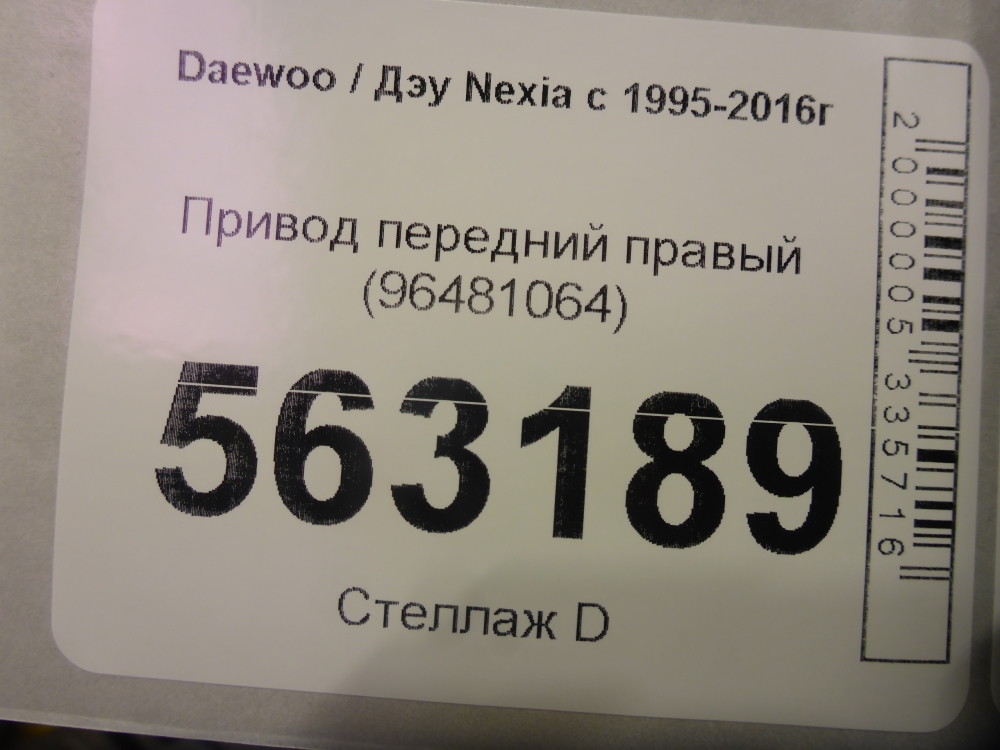 Daewoo / Дэу Nexia с 1995-2016г
Привод передний правый
(96481064)
563189
Стеллаж D
2000005335716